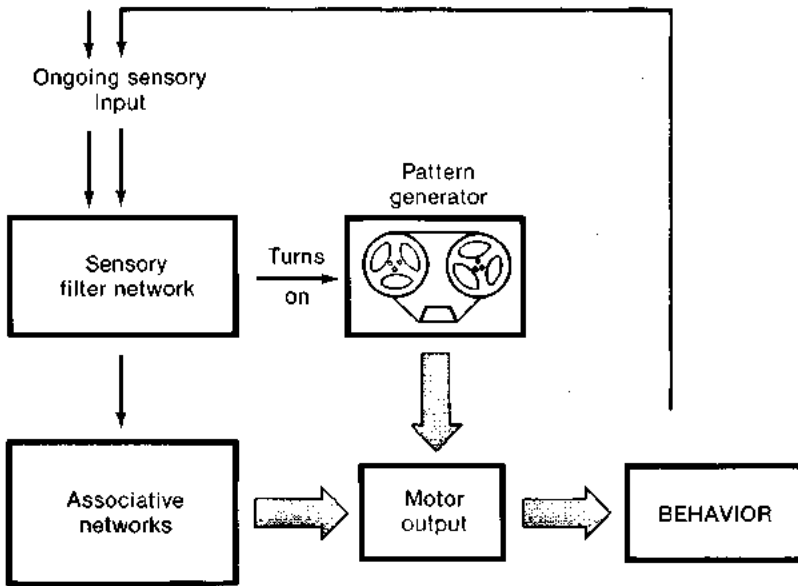 Ongoing sensory
Input
Pattern
generator
Sensory
filter network
Turns
on
Associative
networks
Motor
output
BEHAVIOR